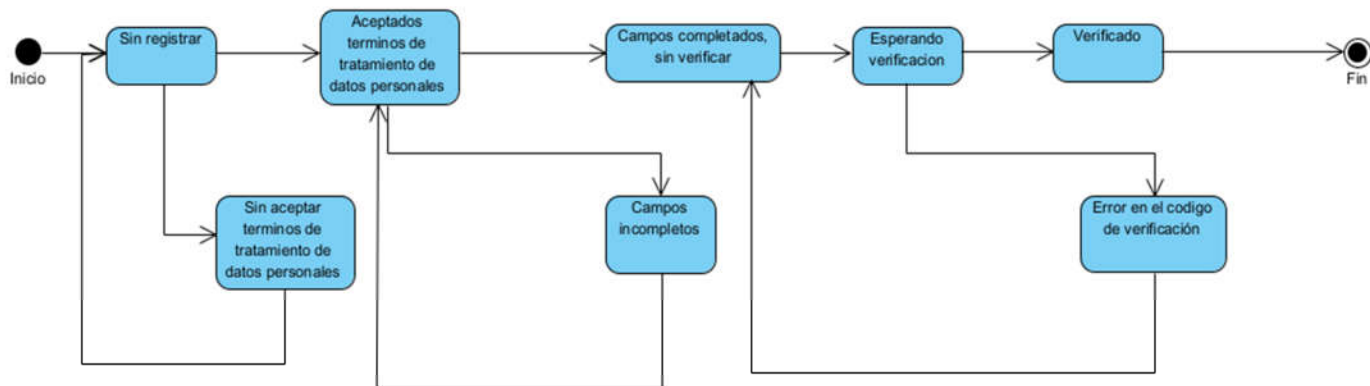 Inicio
Sin registrar
Aceptados
terminos de
tratamiento de
datos personales
Campos completados,
sin verificar
Esperando
verificacion
Verificado
Fin
Sin aceptar
terminos de
tratamiento de
datos personales
Campos
incompletos
Error en el codigo
de verificación